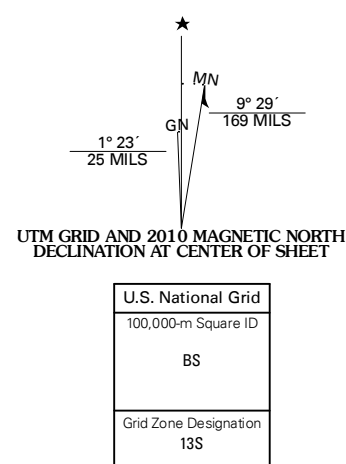 ★
MN
GN
9° 29´
169 MILS
1° 23´
25 MILS
UTM GRID AND 2010 MAGNETIC NORTH
DECLINATION AT CENTER OF SHEET
U.S. National Grid
100,000-m Square ID
BS
Grid Zone Designation
13S